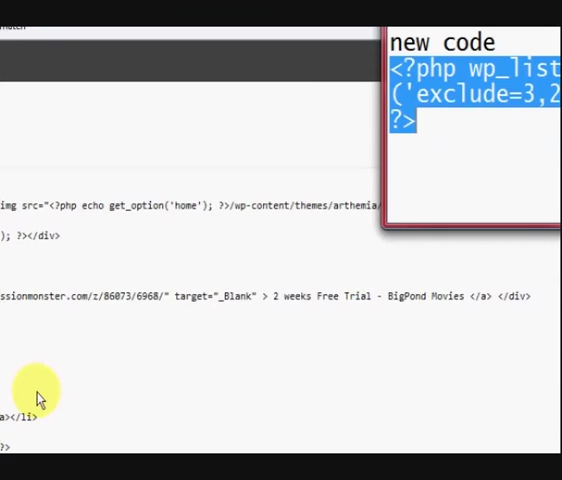 new code
<?php wp_list
('exclude=3,2
?>
img src="<?php echo get_option('home'); ?>/wp-content/themes/arthemia/
); ?></div>
ssionmonster.com/z/86073/6968/" target="_Blank" > 2 weeks Free Trial - BigPond Movies </a> </div>
a></li>
?>